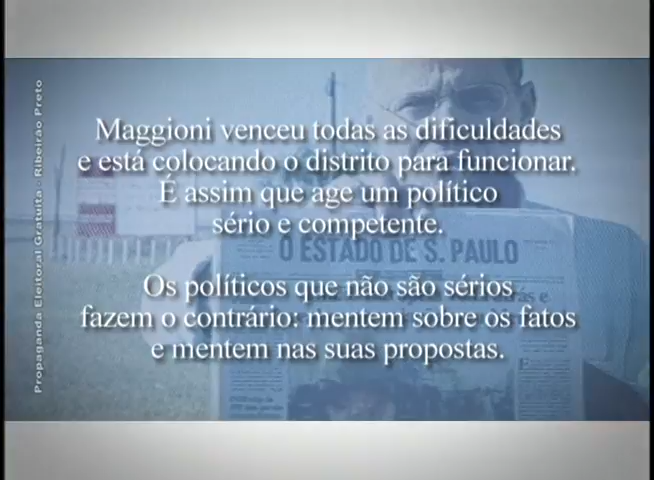 Maggioni venceu todas as dificuldades
e está colocando o distrito para funcionar.
É assim que age um político
sério e competente.
O ESTADO DE S. PAULO
Os políticos que não são sérios
fazem o contrário: mentem sobre os fatos
e mentem nas suas propostas.
Propaganda Eleitoral Gratuita - Ribeirão Preto